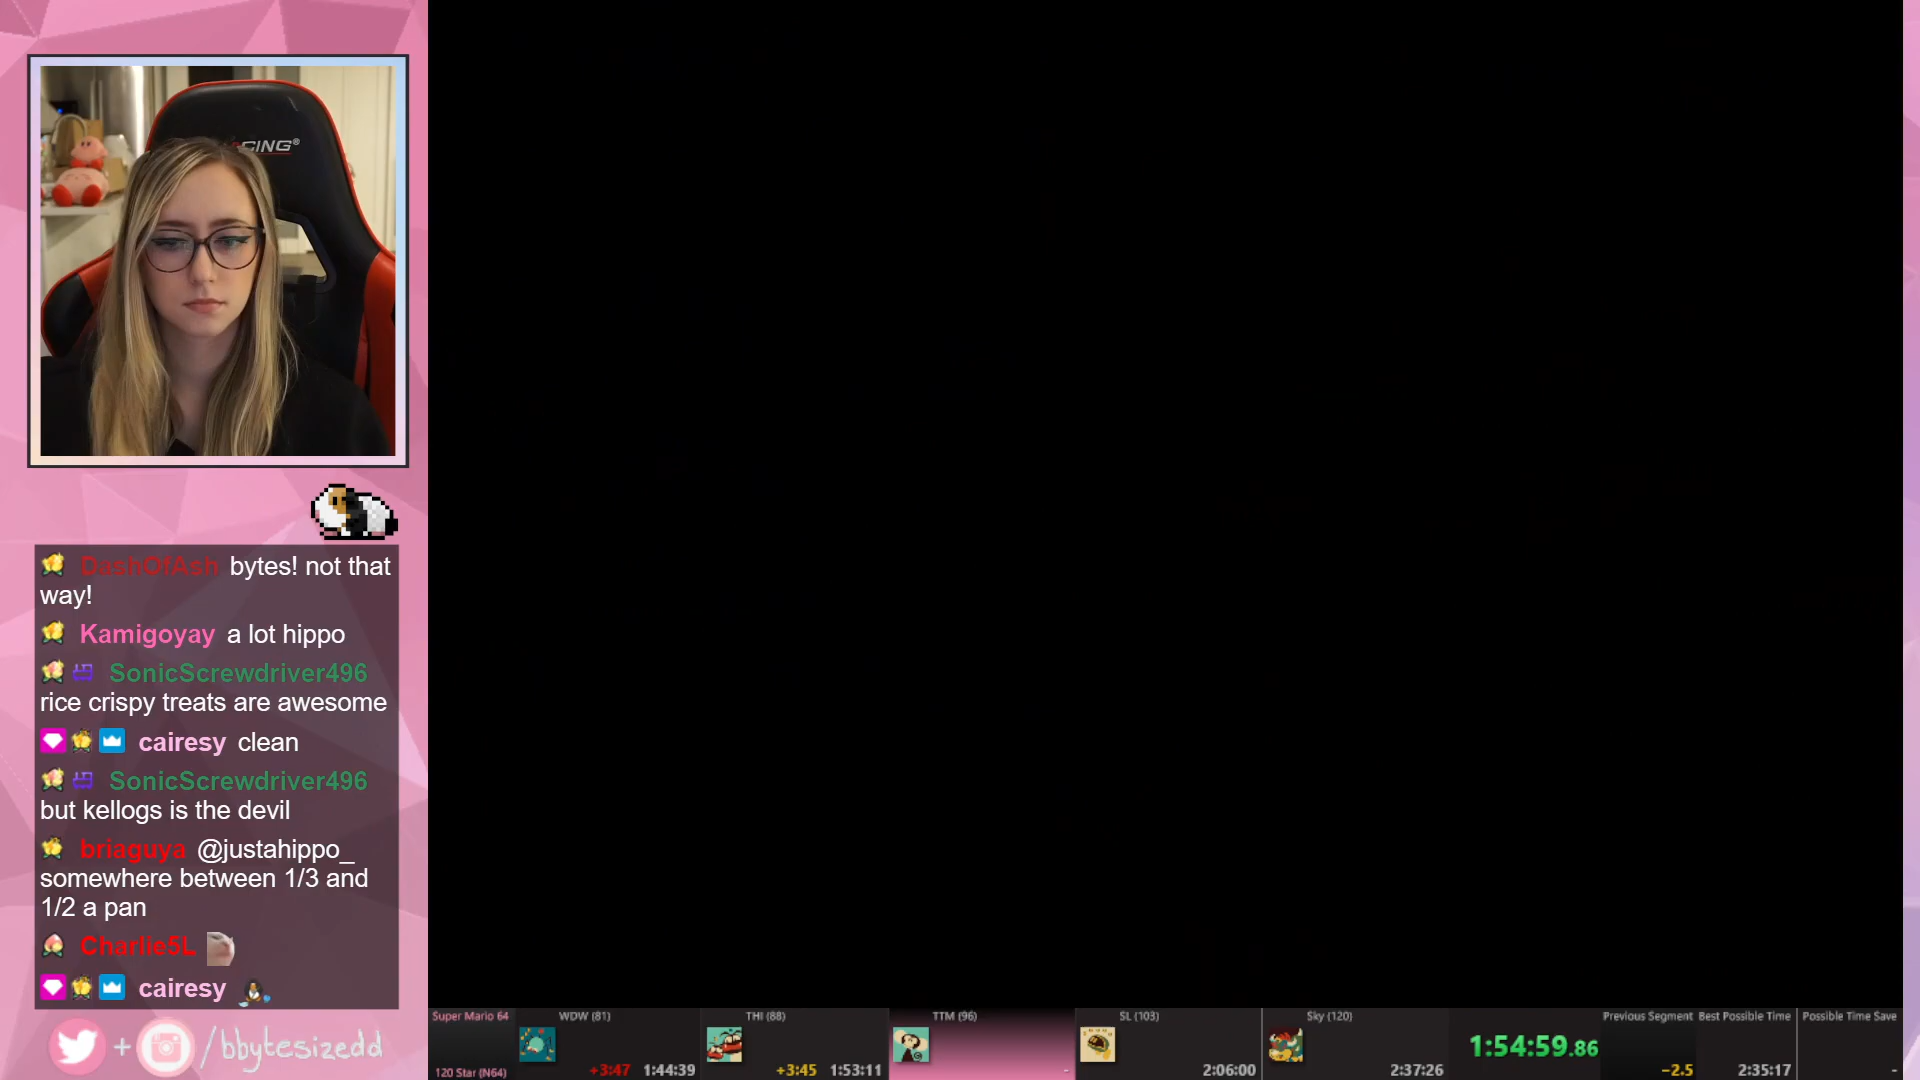 CING®
DashOfAsh bytes! not that
way!
Kamigoyay a lot hippo
SonicScrewdriver496
rice crispy treats are awesome
cairesy clean
SonicScrewdriver496
but kellogs is the devil
briaguya @justahippo_
somewhere between 1/3 and
1/2 a pan
Charlie5L
cairesy
+ /bbytesizedd
Super Mario 64
120 Star (N64)
WDW (81)
+3:47 1:44:39
THI (88)
+3:45 1:53:11
TTM (96)
-
SL (103)
2:06:00
Sky (120)
2:37:26
1:54:59.86
Previous Segment
-2.5
Best Possible Time
2:35:17
Possible Time Save
-